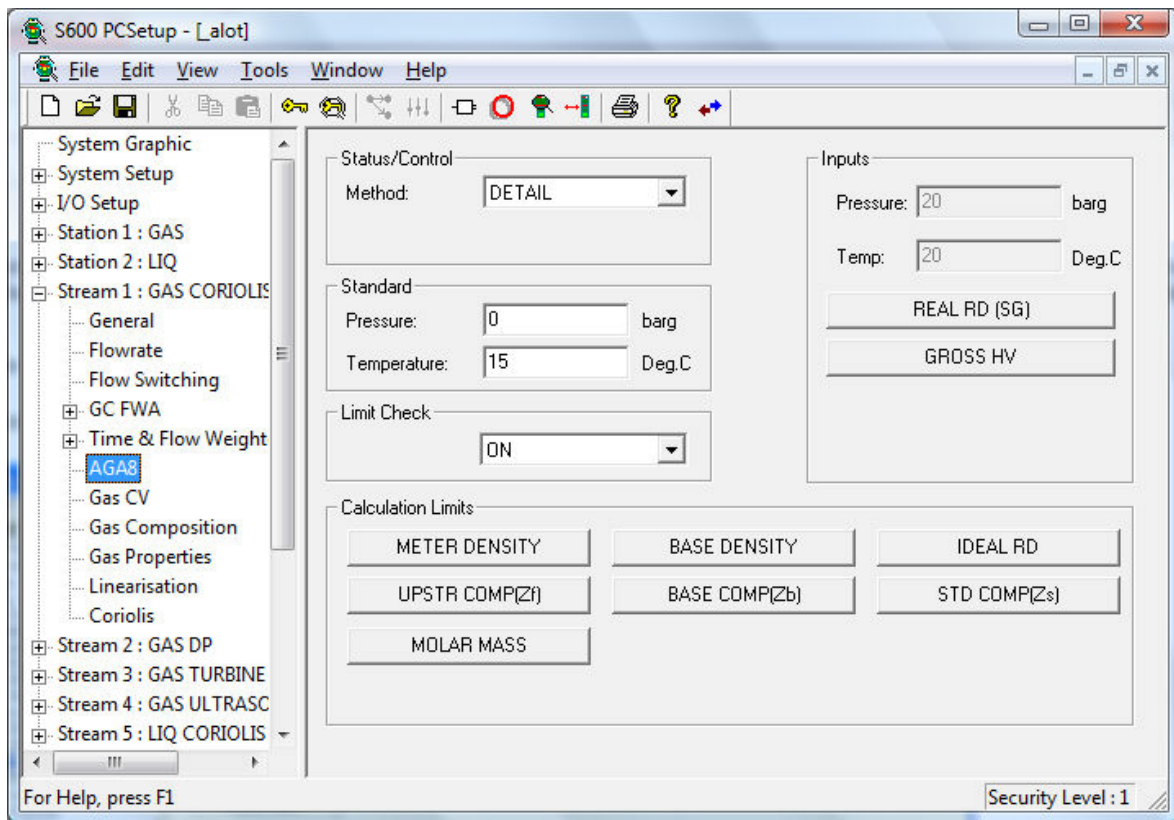 S600 PCSetup - [_alot]
File Edit View Tools Window Help
System Graphic
System Setup
I/O Setup
Station 1 : GAS
Station 2 : LIQ
Stream 1 : GAS CORIOLIS
General
Flowrate
Flow Switching
GC FWA
Time & Flow Weight
AGA8
Gas CV
Gas Composition
Gas Properties
Linearisation
Coriolis
Stream 2 : GAS DP
Stream 3 : GAS TURBINE
Stream 4 : GAS ULTRASO
Stream 5 : LIQ CORIOLIS
Status/Control
Method: DETAIL
Standard
Pressure: 0 barg
Temperature: 15 Deg.C
Limit Check
ON
Inputs
Pressure: 20 barg
Temp: 20 Deg.C
REAL RD (SG)
GROSS HV
Calculation Limits
METER DENSITY BASE DENSITY IDEAL RD
UPSTR COMP(Zf) BASE COMP(Zb) STD COMP(Zs)
MOLAR MASS
For Help, press F1 Security Level : 1